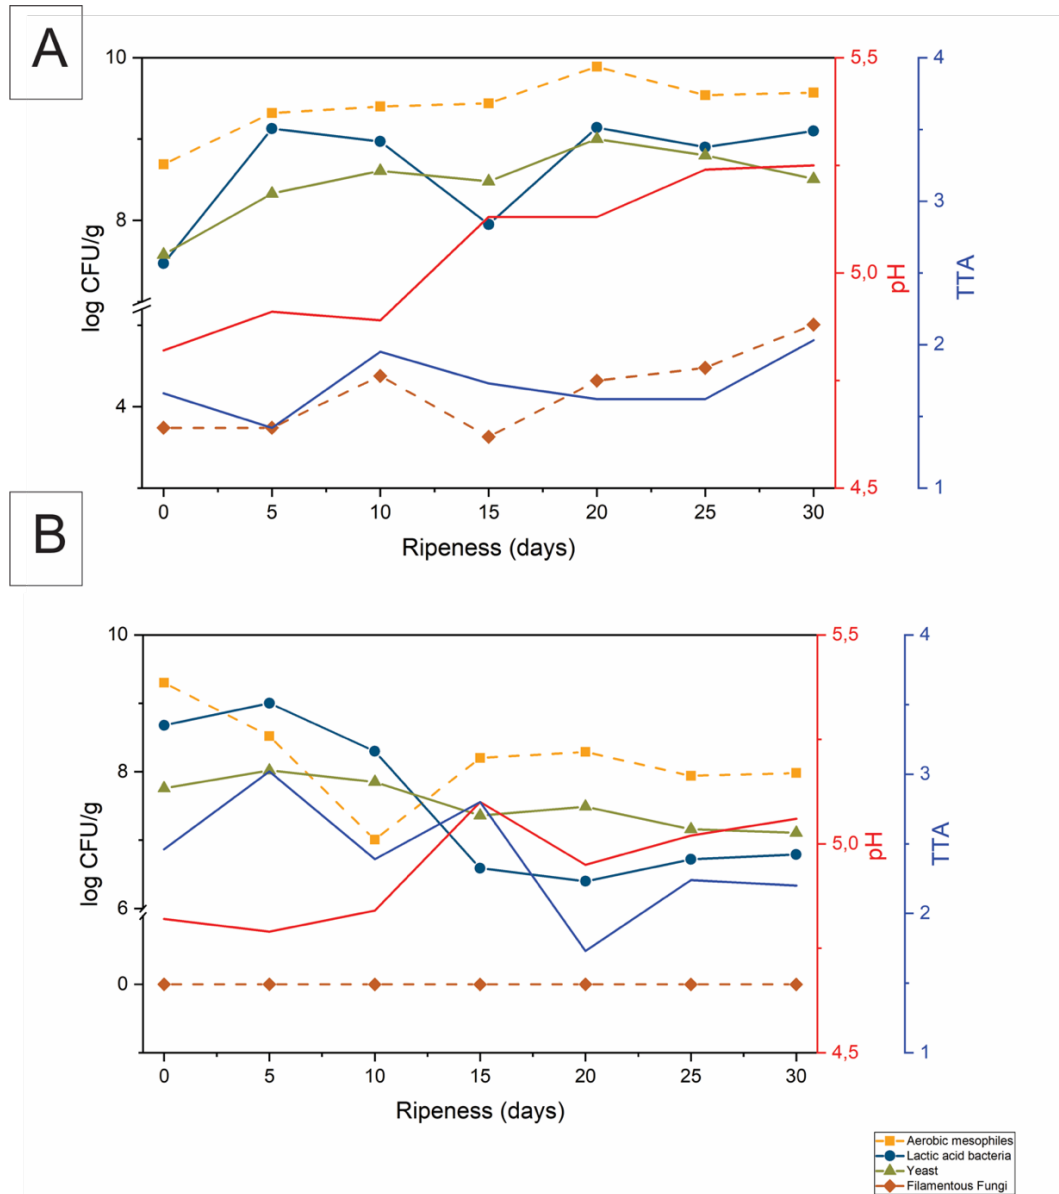 A
10
8
4
log CFU/g
5,5
5,0
4,5
pH
4
3
2
1
TTA
0 5 10 15 20 25 30
Ripeness (days)
B
10
8
6
0
log CFU/g
5,5
5,0
4,5
pH
4
3
2
1
TTA
0 5 10 15 20 25 30
Ripeness (days)
Aerobic mesophiles
Lactic acid bacteria
Yeast
Filamentous Fungi